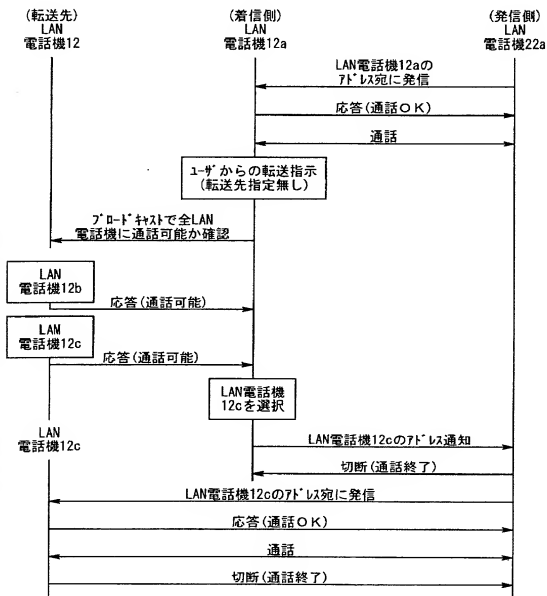 (転送先)
LAN
電話機12
(着信側)
LAN
電話機12a
(発信側)
LAN
電話機22a
LAN電話機12aの
アドレス宛に発信
応答(通話OK)
通話
ユーザからの転送指示
(転送先指定無し)
ブロードキャストで全LAN
電話機に通話可能か確認
LAN
電話機12b
応答(通話可能)
LAM
電話機12c
応答(通話可能)
LAN電話機
12cを選択
LAN
電話機12c
LAN電話機12cのアドレス通知
切断(通話終了)
LAN電話機12cのアドレス宛に発信
応答(通話OK)
通話
切断(通話終了)